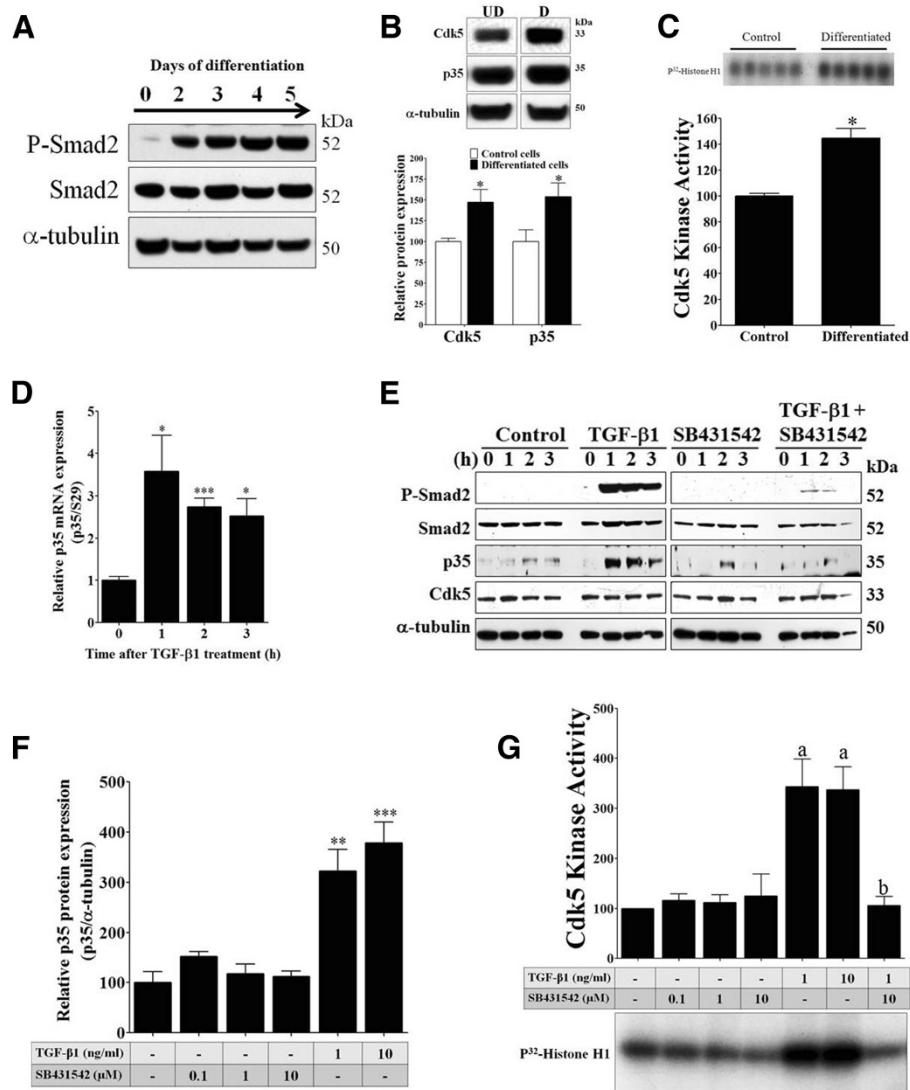 A
Days of differentiation
0 2 3 4 5
kDa
P-Smad2 52
Smad2 52
α-tubulin 50
B
UD D
kDa
Cdk5 33
p35 35
α-tubulin 50
Control cells
Differentiated cells
Relative protein expression
200
175
150
125
100
75
50
25
0
* *
Cdk5 p35
C
Control Differentiated
P³²-Histone H1
Cdk5 Kinase Activity
160
140
120
100
80
60
40
20
0
*
Control Differentiated
D
Relative p35 mRNA expression
(p35/S29)
5
4
3
2
1
0
* *** *
0 1 2 3
Time after TGF-β1 treatment (h)
E
Control TGF-β1 SB431542 TGF-β1 + SB431542
(h) 0 1 2 3 0 1 2 3 0 1 2 3 0 1 2 3
kDa
P-Smad2 52
Smad2 52
p35 35
Cdk5 33
α-tubulin 50
F
Relative p35 protein expression
(p35/α-tubulin)
500
400
300
200
100
0
** ***
TGF-β1 (ng/ml) - - - - 1 10
SB431542 (μM) - 0.1 1 10 - -
G
Cdk5 Kinase Activity
500
400
300
200
100
0
a a b
TGF-β1 (ng/ml) - - - - 1 10 1
SB431542 (μM) - 0.1 1 10 - - 10
P³²-Histone H1